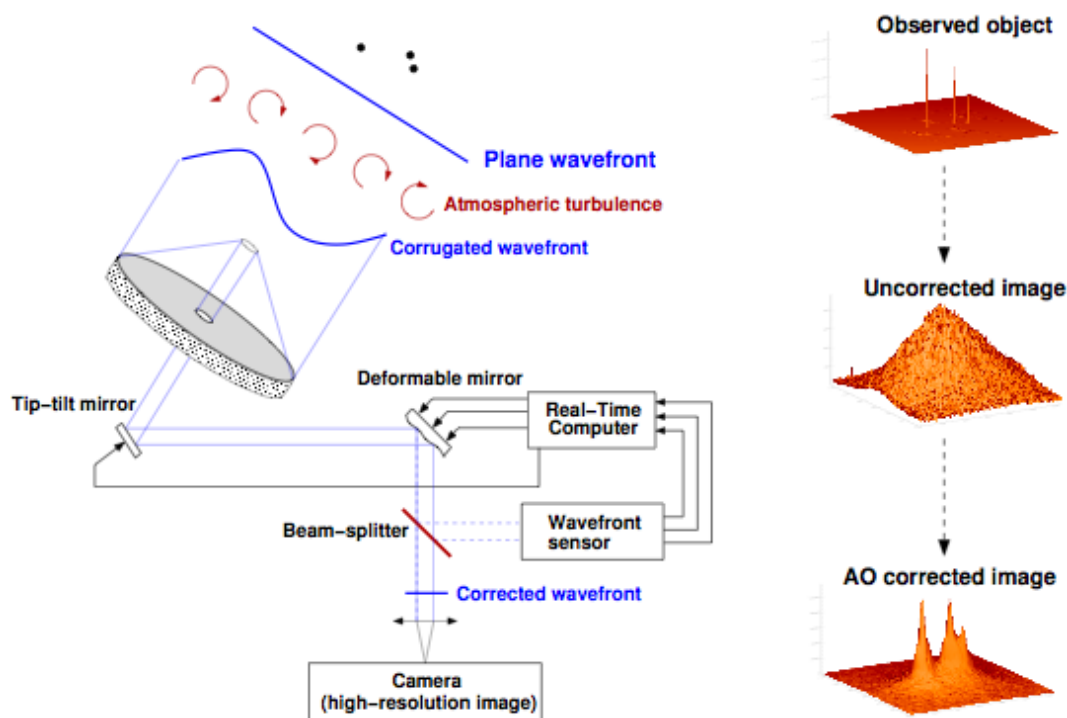 Observed object
Plane wavefront
Atmospheric turbulence
Corrugated wavefront
Uncorrected image
Deformable mirror
Tip-tilt mirror
Real-Time
Computer
Beam-splitter
Wavefront
sensor
AO corrected image
Corrected wavefront
Camera
(high-resolution image)